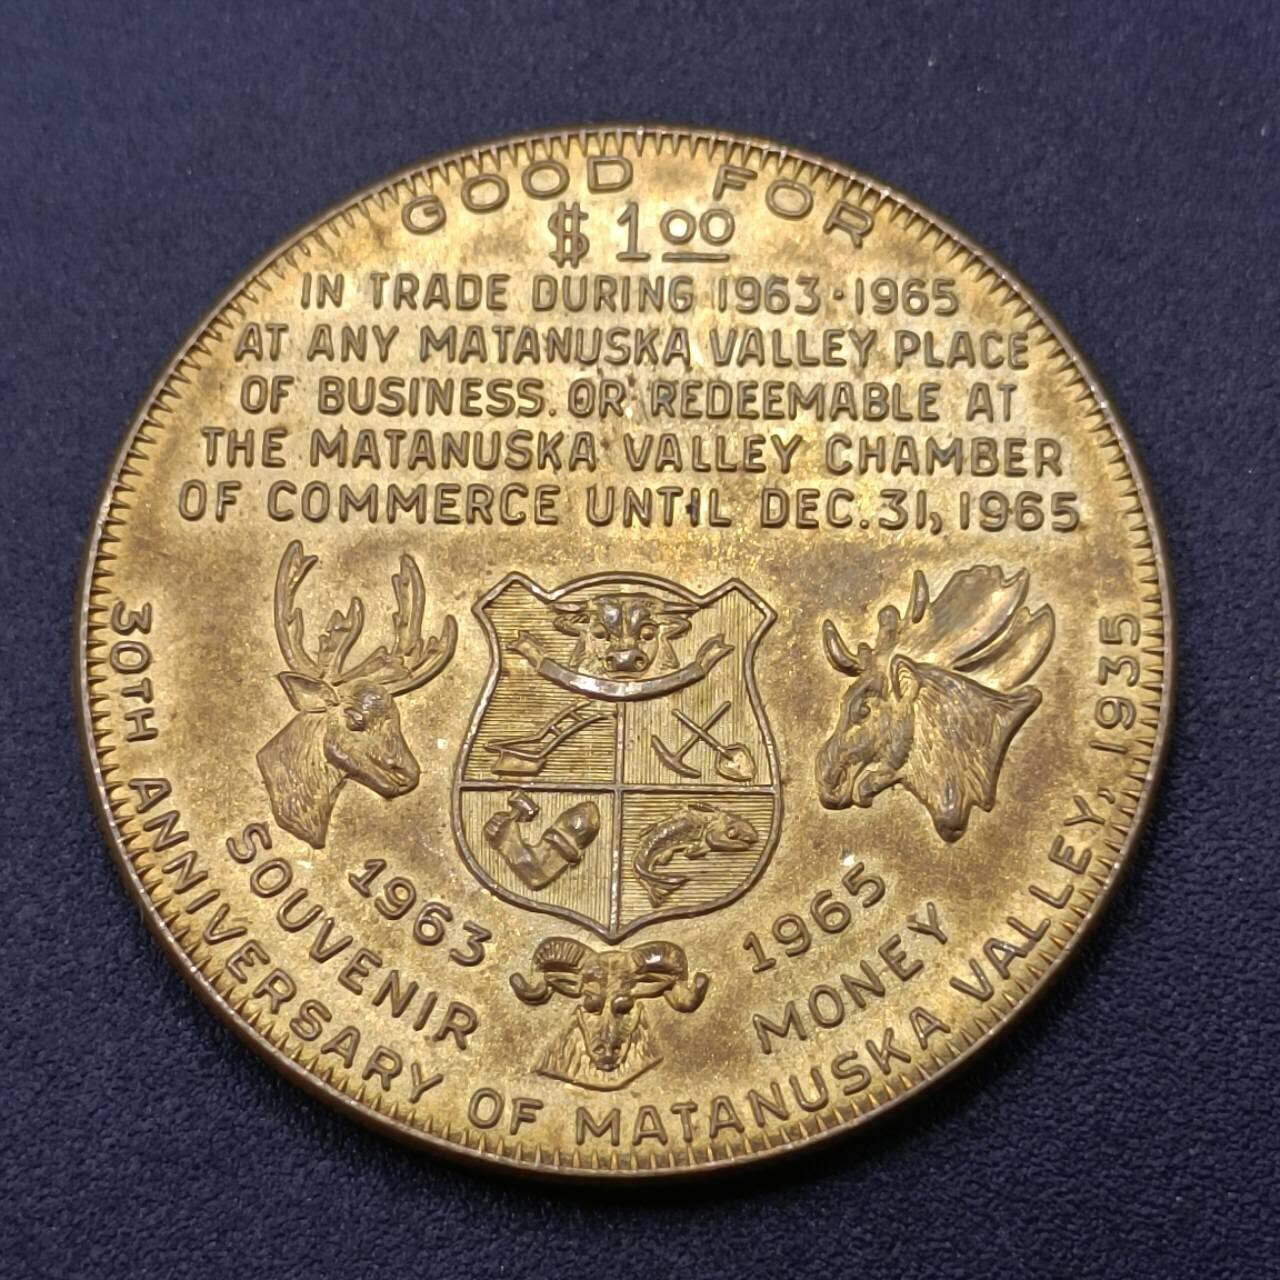 GOOD FOR
$1.00
IN TRADE DURING 1963·1965
AT ANY MATANUSKA VALLEY PLACE
OF BUSINESS. OR REDEEMABLE AT
THE MATANUSKA VALLEY CHAMBER
OF COMMERCE UNTIL DEC. 31, 1965
1963 1965
SOUVENIR MONEY
30TH ANNIVERSARY OF MATANUSKA VALLEY, 1935